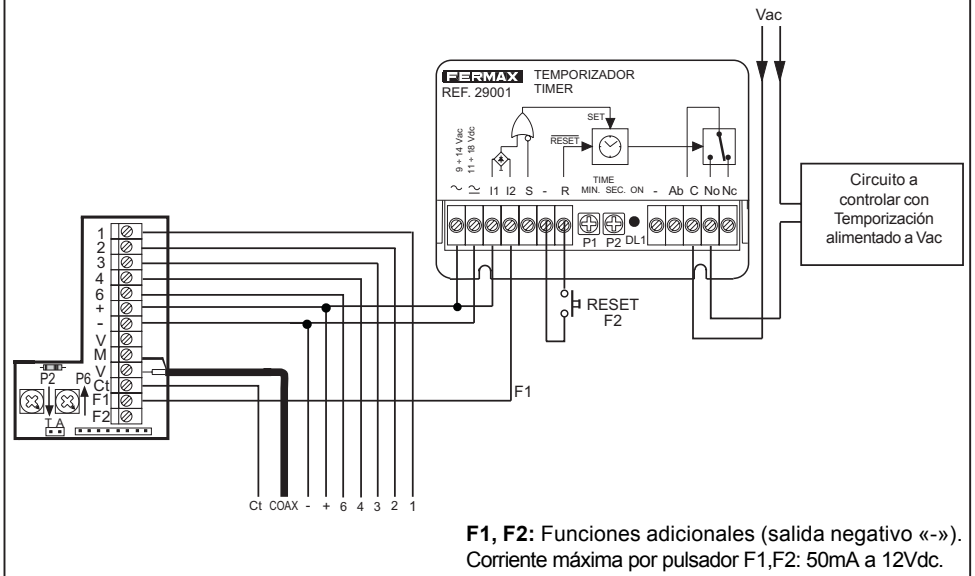 Vac
FERMAX TEMPORIZADOR
REF. 29001 TIMER
9 ÷ 14 Vac
11 ÷ 18 Vdc
SET
RESET
TIME
~ ≂ I1 I2 S - R MIN. SEC. ON - Ab C No Nc
P1 P2 DL1
Circuito a
controlar con
Temporización
alimentado a Vac
RESET
F2
F1
1
2
3
4
6
+
-
V
M
V
Ct
F1
F2
P2 P6
T A
Ct COAX - + 6 4 3 2 1
F1, F2: Funciones adicionales (salida negativo «-»).
Corriente máxima por pulsador F1,F2: 50mA a 12Vdc.